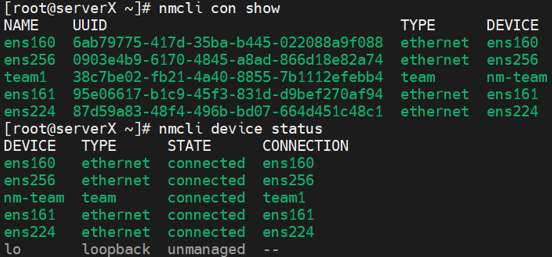 [root@serverX ~]# nmcli con show
NAME    UUID                                  TYPE      DEVICE
ens160  6ab79775-417d-35ba-b445-022088a9f088  ethernet  ens160
ens256  0903e4b9-6170-4845-a8ad-866d18e82a74  ethernet  ens256
team1   38c7be02-fb21-4a40-8855-7b1112efebb4  team      nm-team
ens161  95e06617-b1c9-45f3-831d-d9bef270af94  ethernet  ens161
ens224  87d59a83-48f4-496b-bd07-664d451c48c1  ethernet  ens224
[root@serverX ~]# nmcli device status
DEVICE   TYPE      STATE      CONNECTION
ens160   ethernet  connected  ens160
ens256   ethernet  connected  ens256
nm-team  team      connected  team1
ens161   ethernet  connected  ens161
ens224   ethernet  connected  ens224
lo       loopback  unmanaged  --